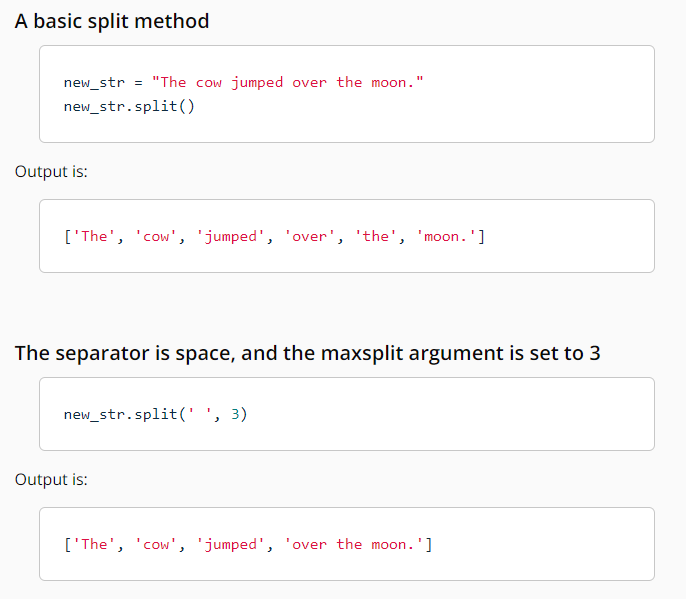 A basic split method
new_str = "The cow jumped over the moon."
new_str.split()
Output is:
['The', 'cow', 'jumped', 'over', 'the', 'moon.']
The separator is space, and the maxsplit argument is set to 3
new_str.split(' ', 3)
Output is:
['The', 'cow', 'jumped', 'over the moon.']